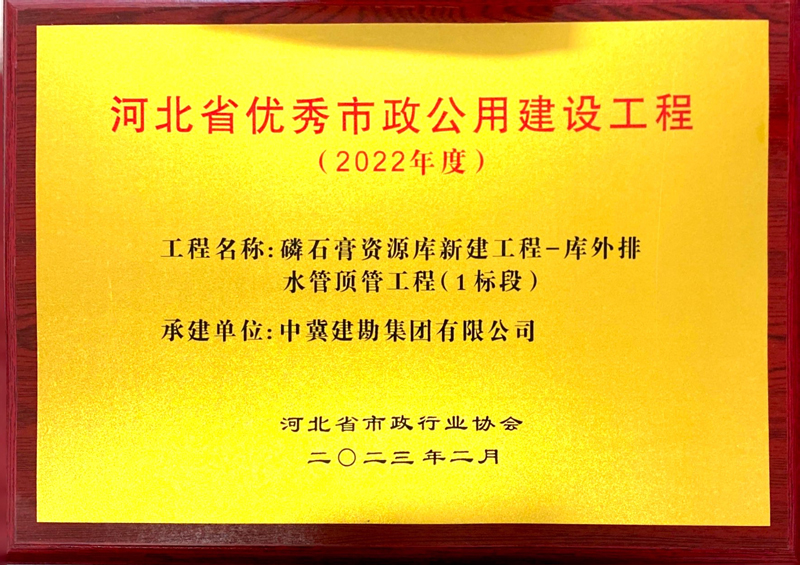 河北省优秀市政公用建设工程
（2022年度）
工程名称:磷石膏资源库新建工程-库外排
水管顶管工程(1标段)
承建单位:中冀建勘集团有限公司
河北省市政行业协会
二〇二三年二月